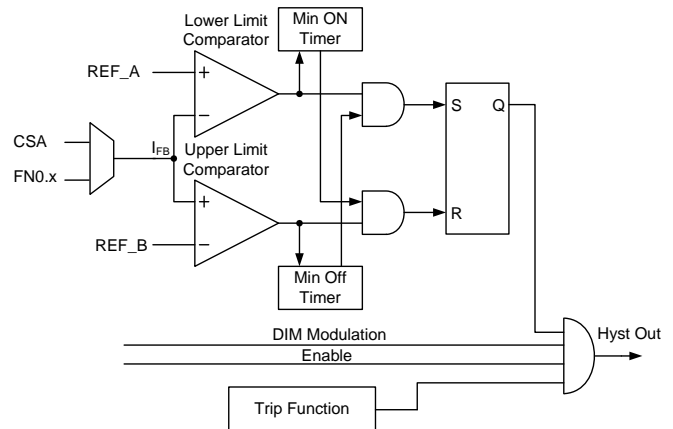 Lower Limit
Comparator
Min ON
Timer
REF_A
+
−
S
Q
CSA
FN0.x
IFB
Upper Limit
Comparator
+
−
REF_B
R
Min Off
Timer
DIM Modulation
Enable
Hyst Out
Trip Function